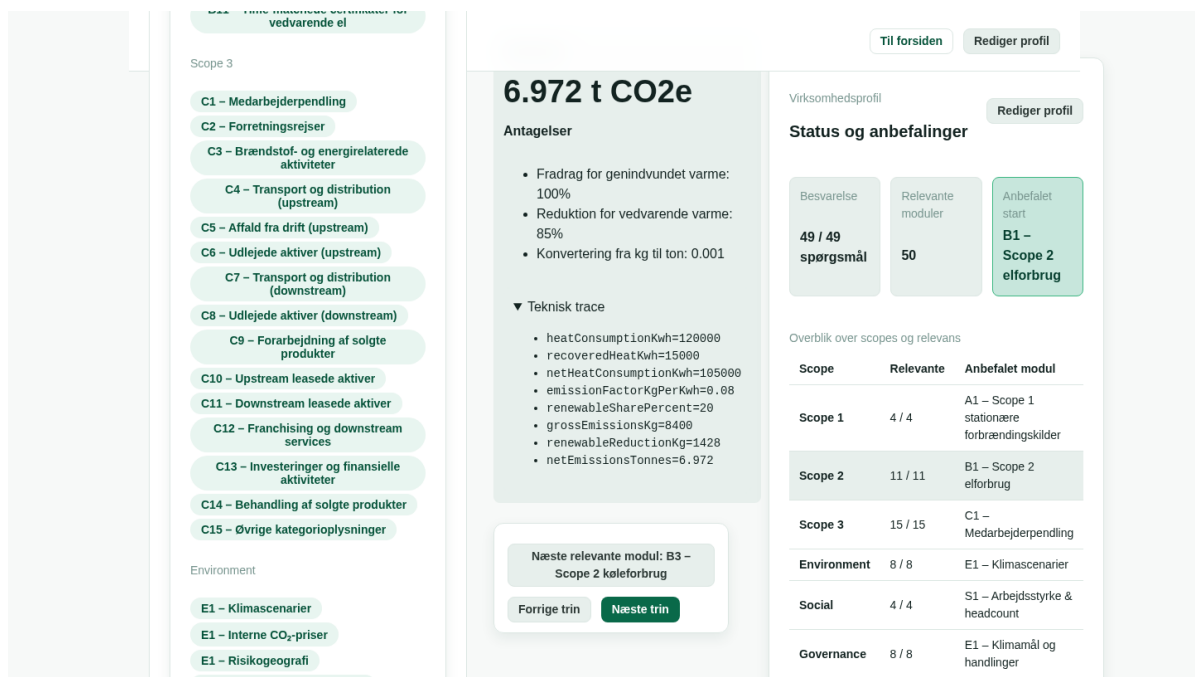 B11 – Time-matchede certifikater for
vedvarende el
Scope 3
C1 – Medarbejderpendling
C2 – Forretningsrejser
C3 – Brændstof- og energirelaterede
aktiviteter
C4 – Transport og distribution
(upstream)
C5 – Affald fra drift (upstream)
C6 – Udlejede aktiver (upstream)
C7 – Transport og distribution
(downstream)
C8 – Udlejede aktiver (downstream)
C9 – Forarbejdning af solgte
produkter
C10 – Upstream leasede aktiver
C11 – Downstream leasede aktiver
C12 – Franchising og downstream
services
C13 – Investeringer og finansielle
aktiviteter
C14 – Behandling af solgte produkter
C15 – Øvrige kategorioplysninger
Environment
E1 – Klimascenarier
E1 – Interne CO₂-priser
E1 – Risikogeografi
Til forsiden
Rediger profil
6.972 t CO2e
Antagelser
• Fradrag for genindvundet varme:
100%
• Reduktion for vedvarende varme:
85%
• Konvertering fra kg til ton: 0.001
▼ Teknisk trace
• heatConsumptionKwh=120000
• recoveredHeatKwh=15000
• netHeatConsumptionKwh=105000
• emissionFactorKgPerKwh=0.08
• renewableSharePercent=20
• grossEmissionsKg=8400
• renewableReductionKg=1428
• netEmissionsTonnes=6.972
Næste relevante modul: B3 –
Scope 2 køleforbrug
Forrige trin
Næste trin
Virksomhedsprofil
Rediger profil
Status og anbefalinger
Besvarelse
49 / 49
spørgsmål
Relevante
moduler
50
Anbefalet
start
B1 –
Scope 2
elforbrug
Overblik over scopes og relevans
Scope Relevante Anbefalet modul
Scope 1 4 / 4 A1 – Scope 1
stationære
forbrændingskilder
Scope 2 11 / 11 B1 – Scope 2
elforbrug
Scope 3 15 / 15 C1 –
Medarbejderpendling
Environment 8 / 8 E1 – Klimascenarier
Social 4 / 4 S1 – Arbejdsstyrke &
headcount
Governance 8 / 8 E1 – Klimamål og
handlinger